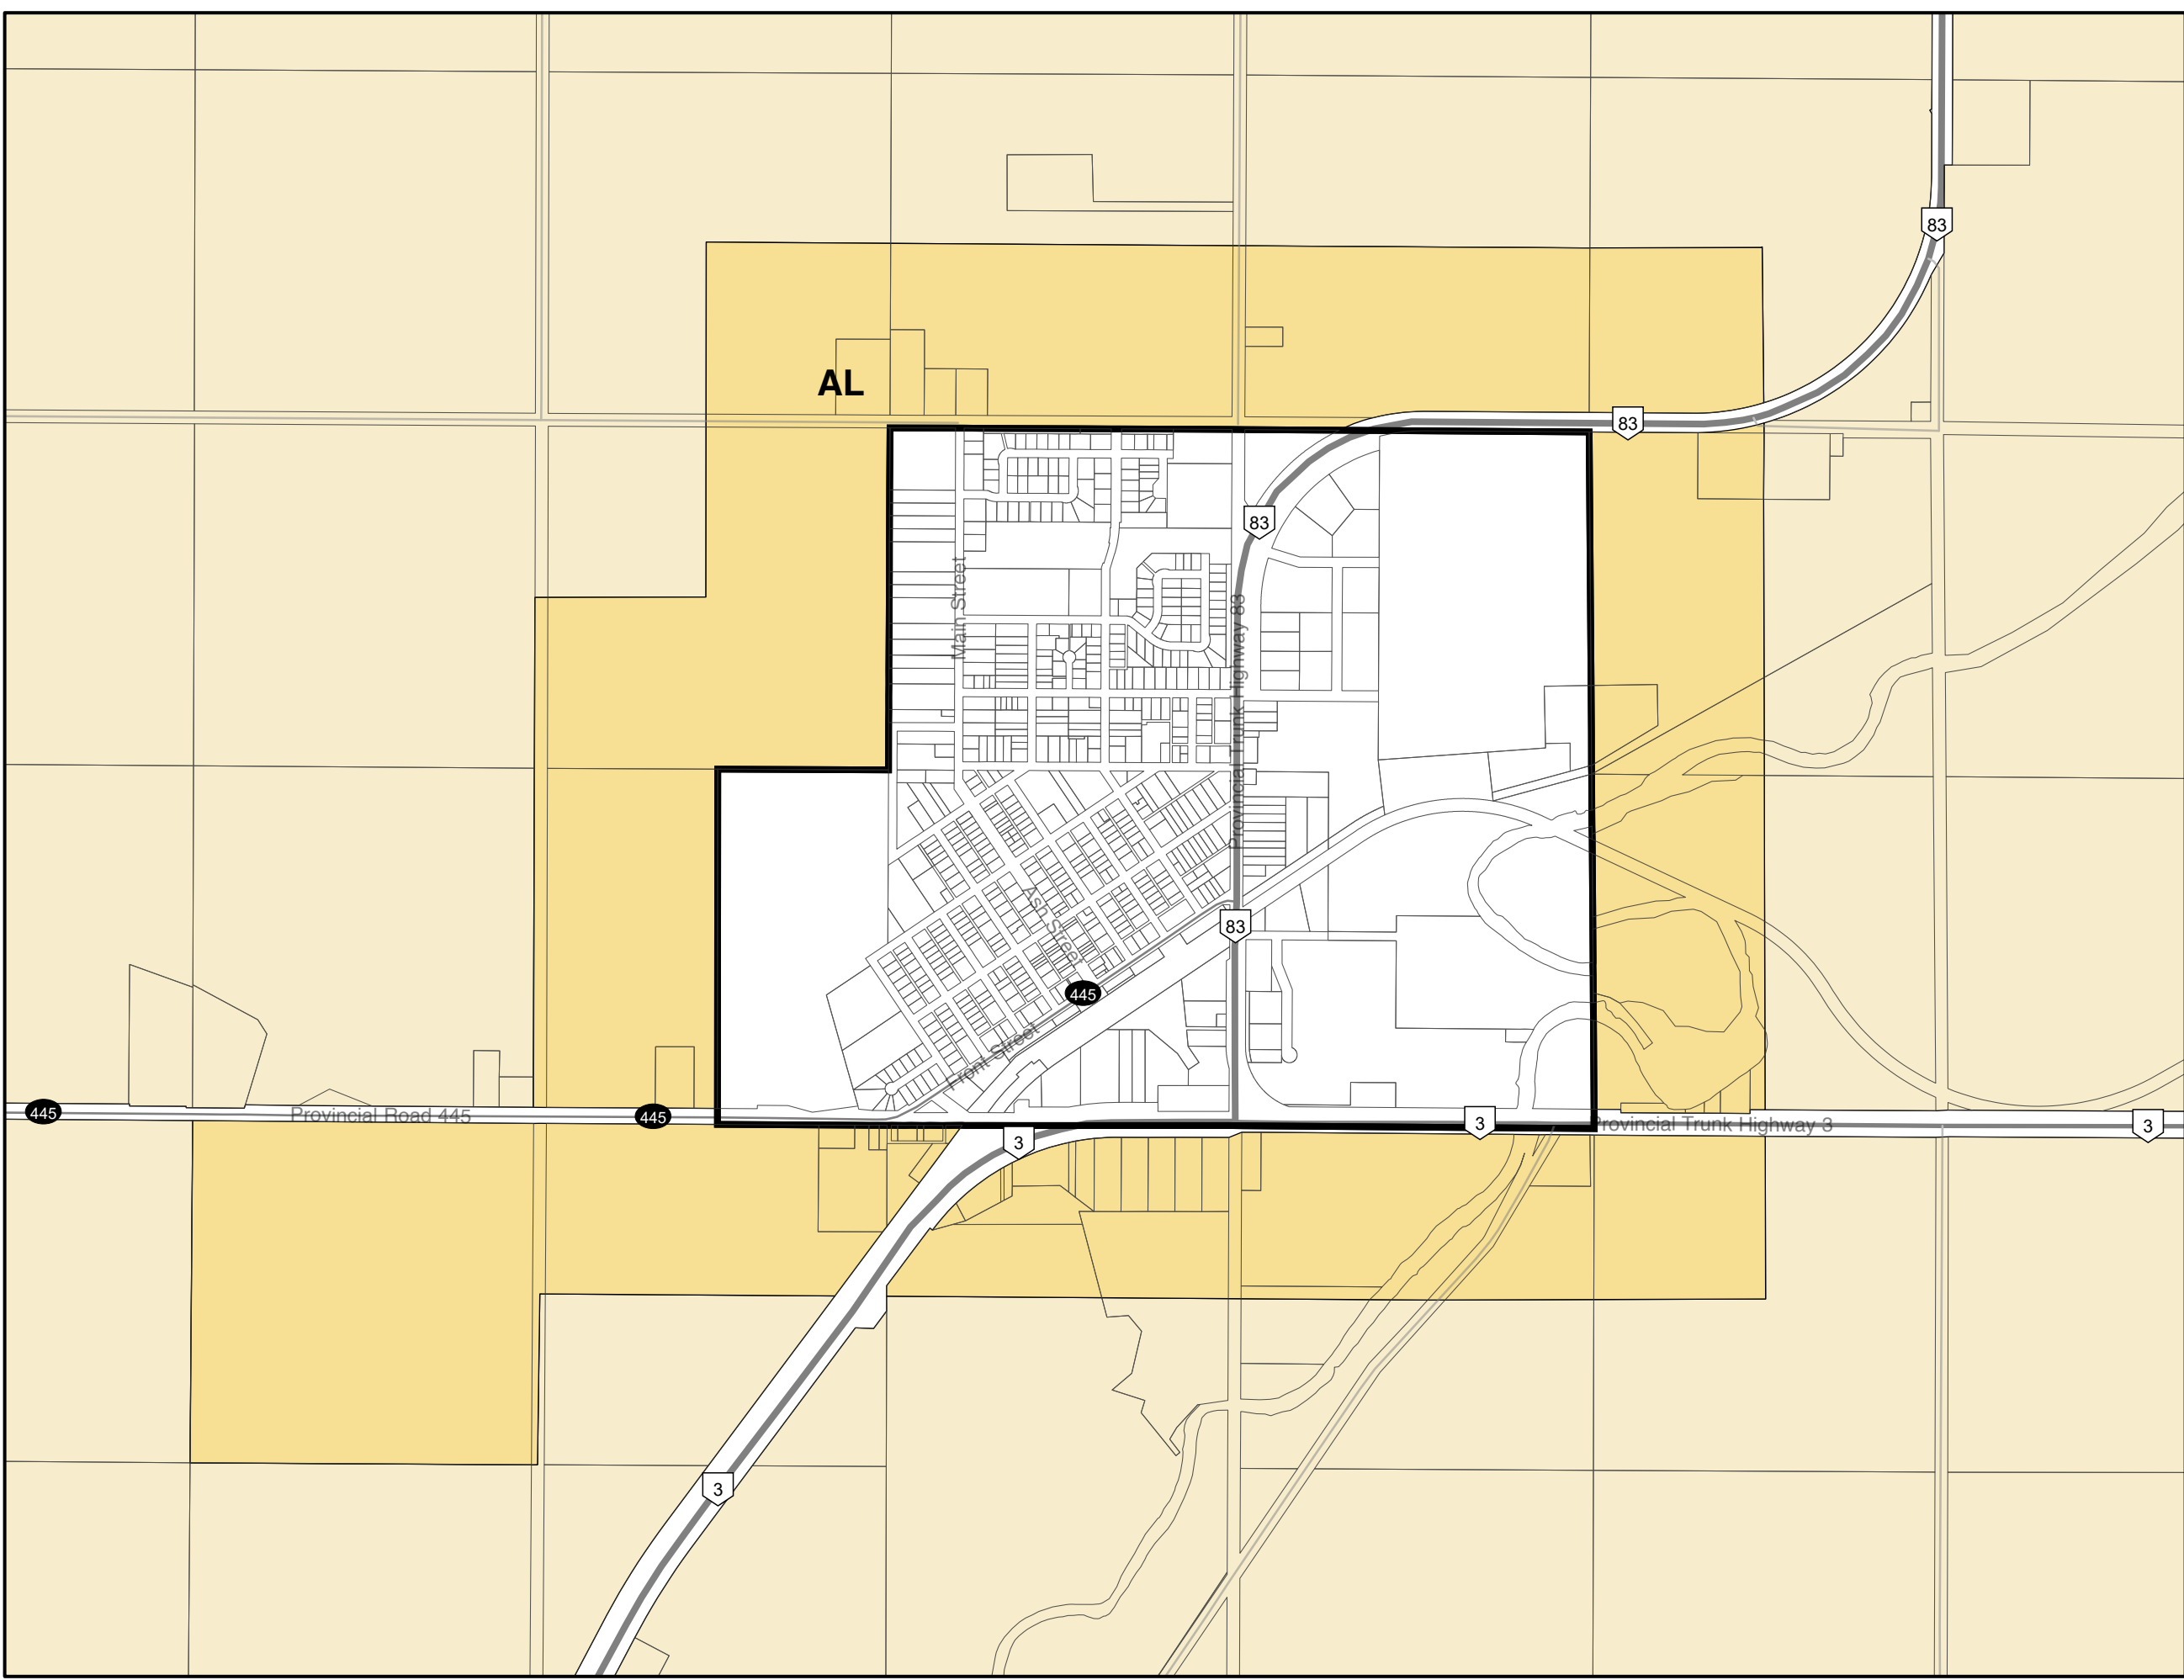 83
AL
83
83
Main Street
Provincial Trunk Highway 83
Ash Street
83
445
Front Street
445
Provincial Road 445
445
3
3
Provincial Trunk Highway 3
3
3